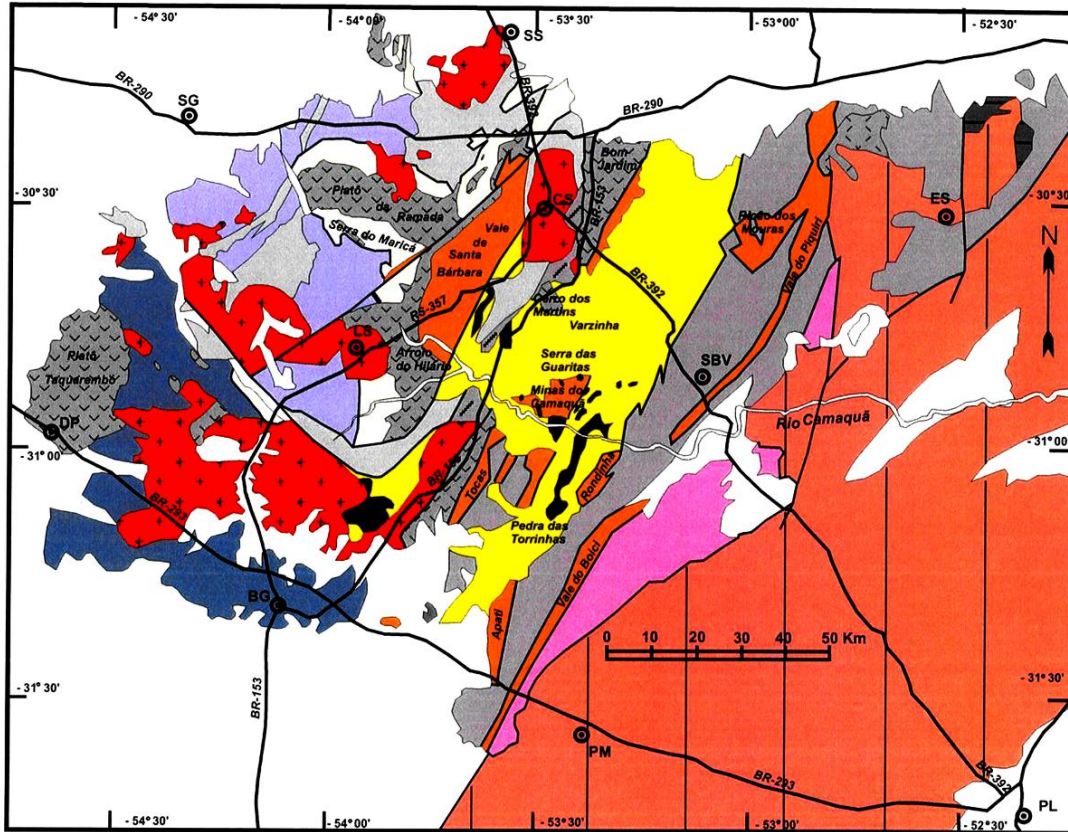 - 54° 30'
- 54° 00'
- 53° 30'
- 53° 00'
- 52° 30'
SS
BR-290
SG
BR-392
BR-290
Bom
Jardim
- 30° 30'
Platô
da
Ramada
CS
BR-153
ES
- 30° 30'
Serra do Maricá
Vale
de
Santa
Bárbara
Picão dos
Mouras
Vale do Piquiri
N
RS-357
BR-392
Cerro dos
Martins
Varzinha
LS
Arroio
do Hilário
Serra das
Guaritas
SBV
Platô
Taquarembó
Minas do
Camaquã
Rio Camaquã
DP
- 31° 00'
- 31° 00'
BR-153
Tocas
Rondinha
BR-293
Pedra das
Torrinhas
Vale do Boici
BG
Apati
0 10 20 30 40 50 Km
- 31° 30'
- 31° 30'
BR-153
PM
BR-293
BR-392
PL
- 54° 30'
- 54° 00'
- 53° 30'
- 53° 00'
- 52° 30'